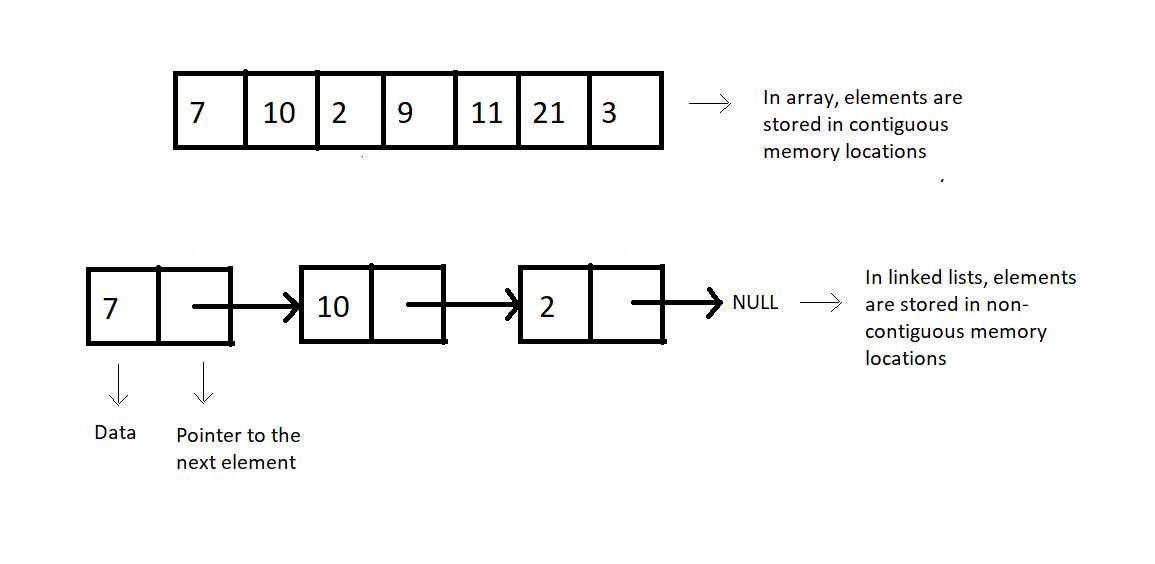 7 10 2 9 11 21 3
In array, elements are
stored in contiguous
memory locations
7 10 2 NULL
In linked lists, elements
are stored in non-
contiguous memory
locations
Data
Pointer to the
next element